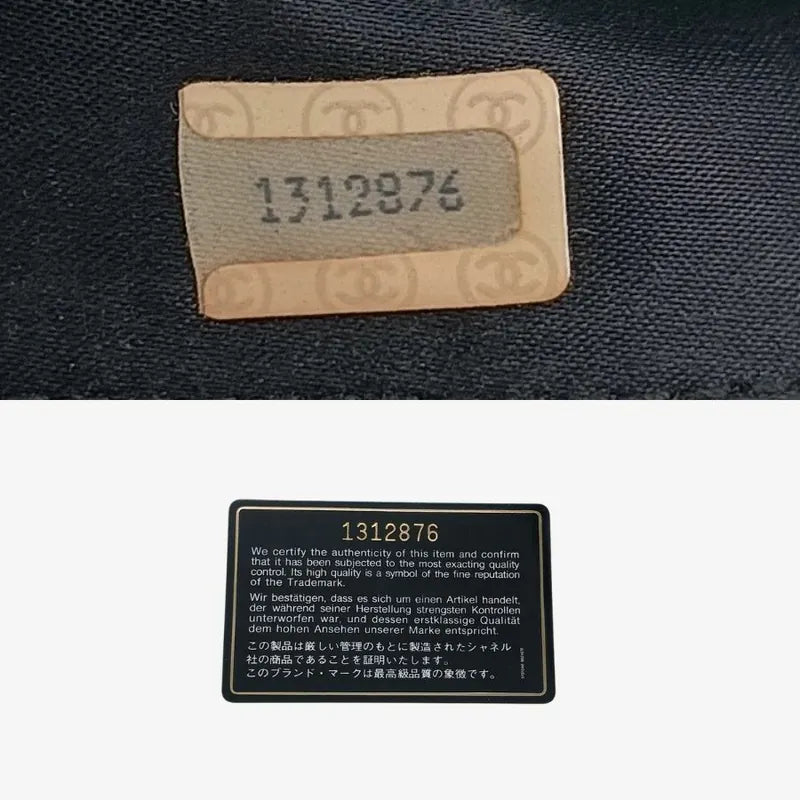 1312876
1312876
We certify the authenticity of this item and confirm
that it has been subjected to the most exacting quality
control. Its high quality is a symbol of the fine reputation
of the Trademark.
Wir bestätigen, dass es sich um einen Artikel handelt,
der während seiner Herstellung strengsten Kontrollen
unterworfen war, und dessen erstklassige Qualität
dem hohen Ansehen unserer Marke entspricht.
この製品は厳しい管理のもとに製造されたシャネル
社の商品であることを証明いたします。
このブランド・マークは最高級品質の象徴です。